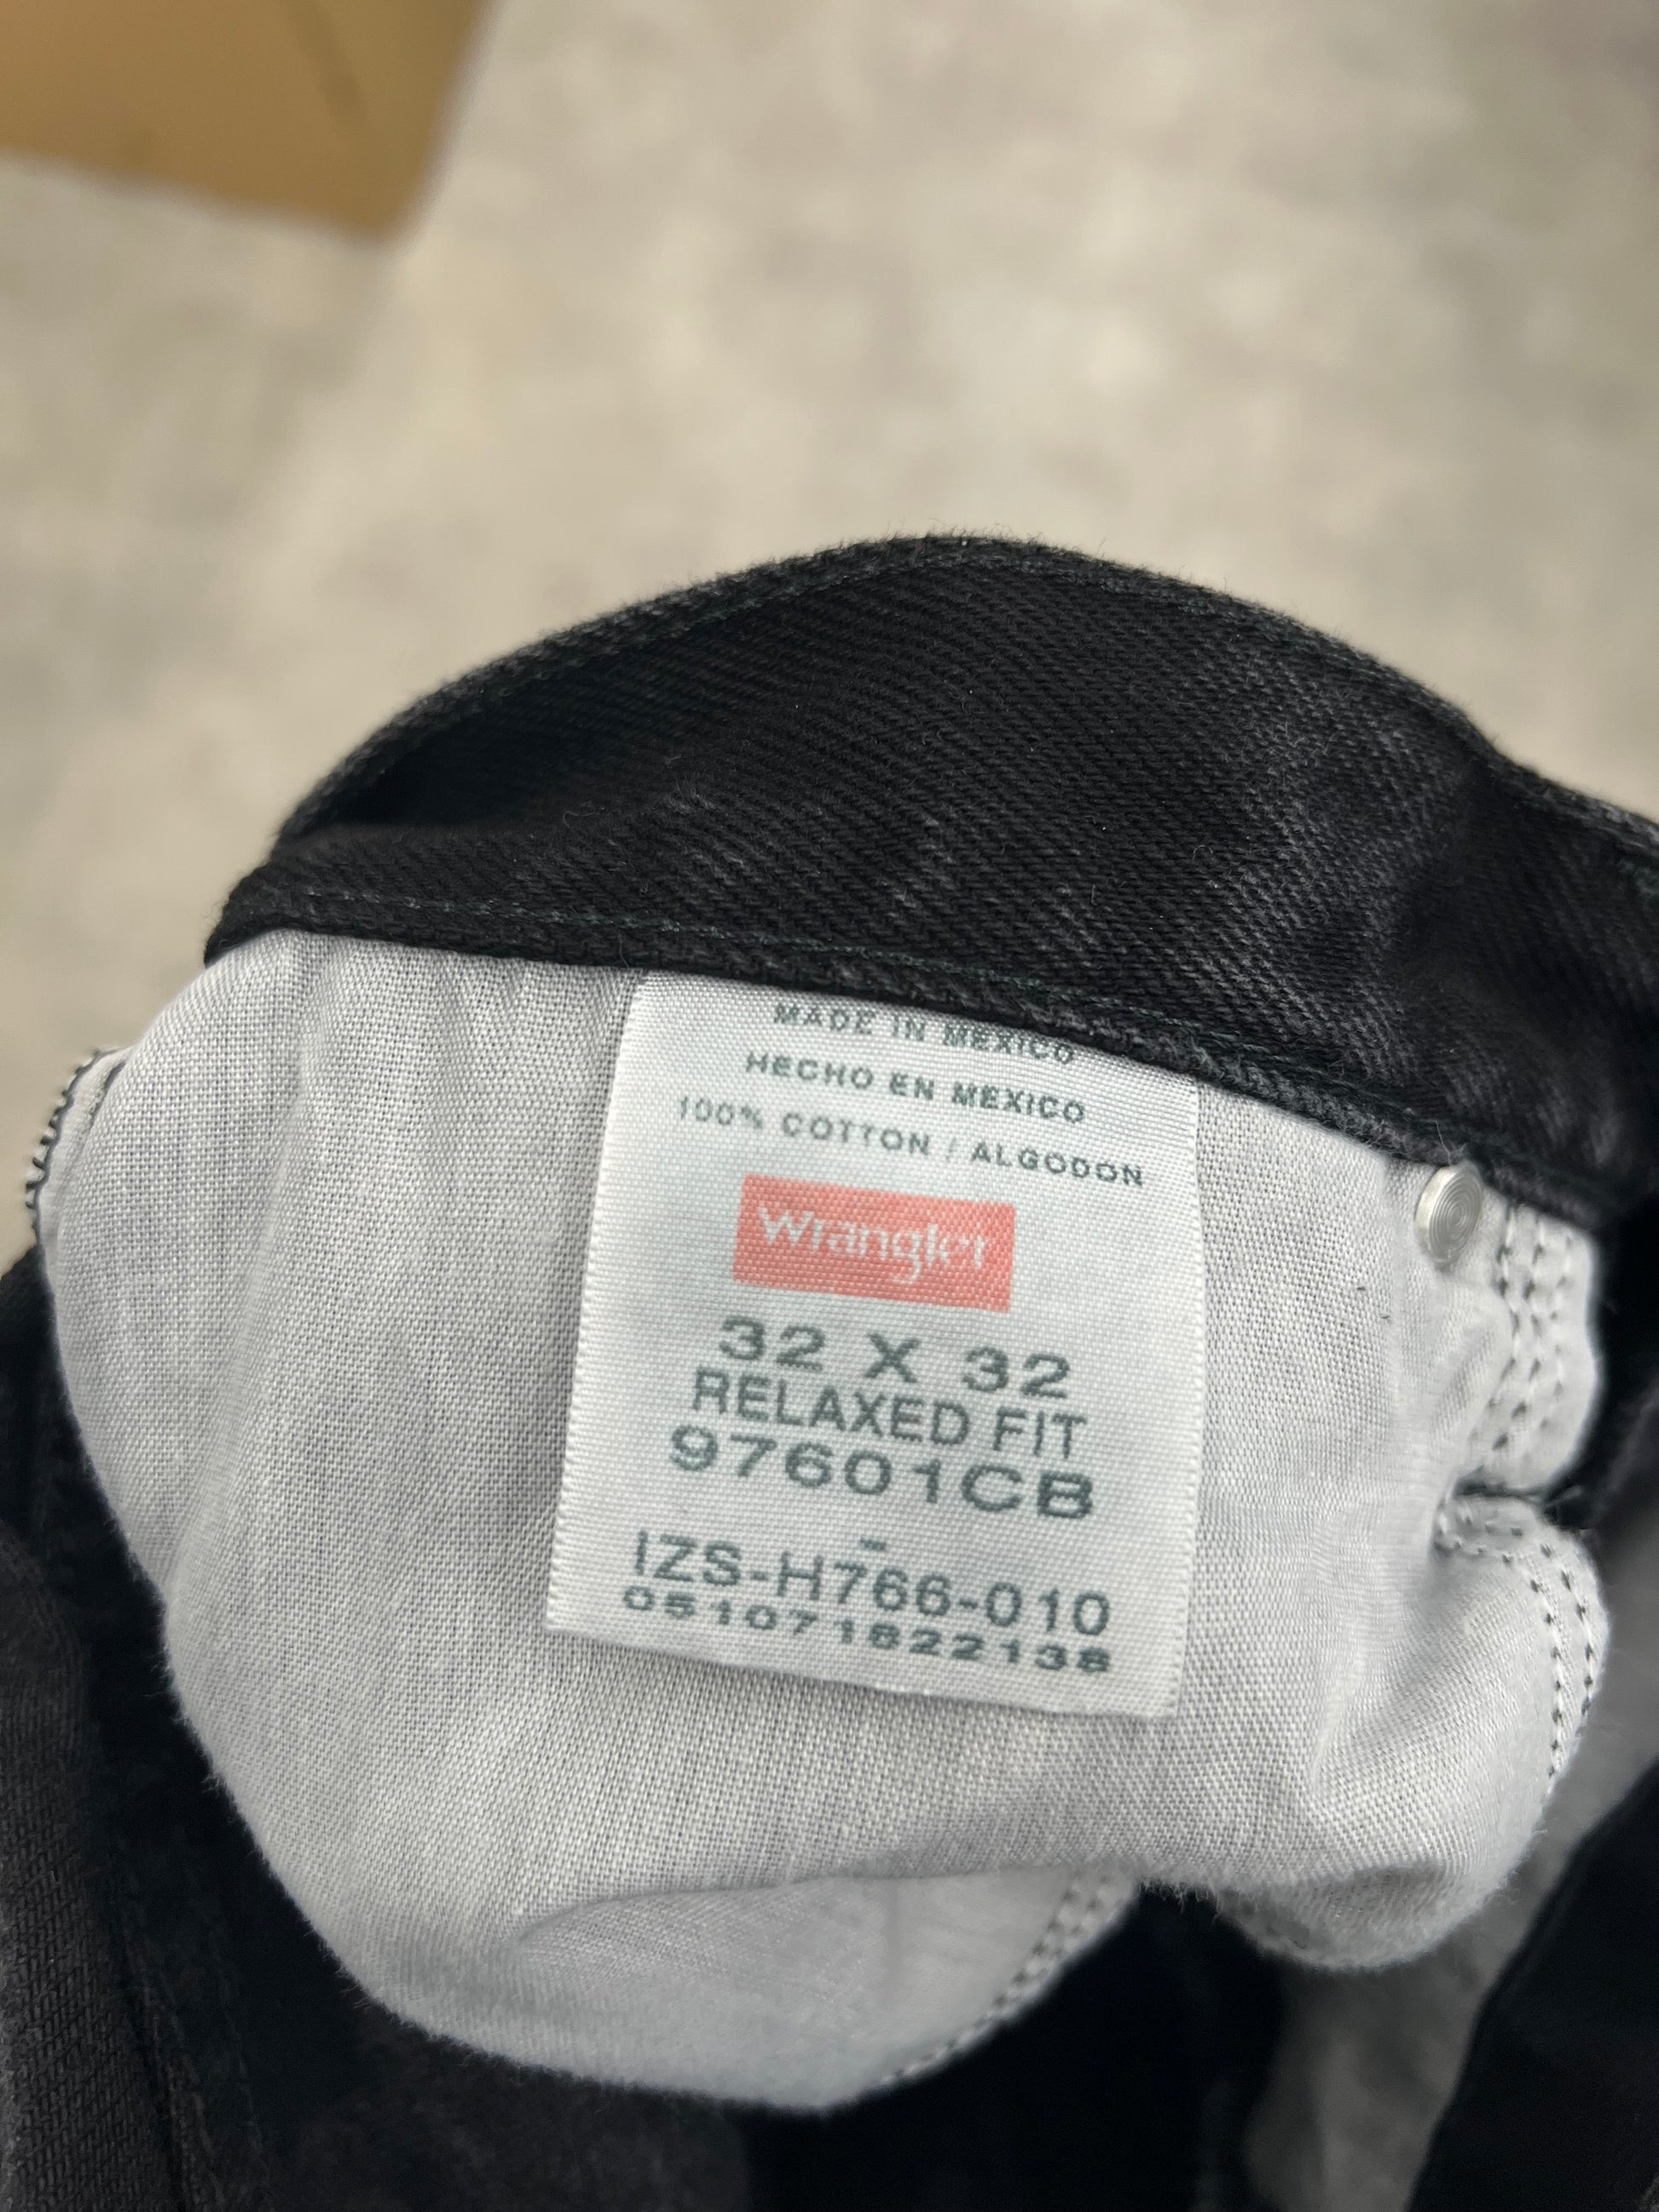 MADE IN MEXICO
HECHO EN MEXICO
100% COTTON / ALGODON
Wrangler
32 X 32
RELAXED FIT
97601CB
-
IZS-H766-010
051071822138